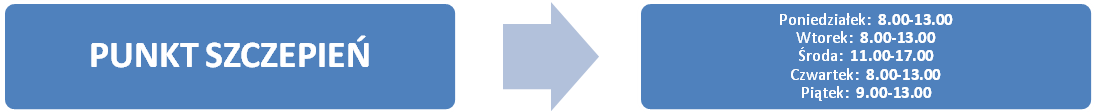 PUNKT SZCZEPIEŃ
Poniedziałek: 8.00-13.00
Wtorek: 8.00-13.00
Środa: 11.00-17.00
Czwartek: 8.00-13.00
Piątek: 9.00-13.00